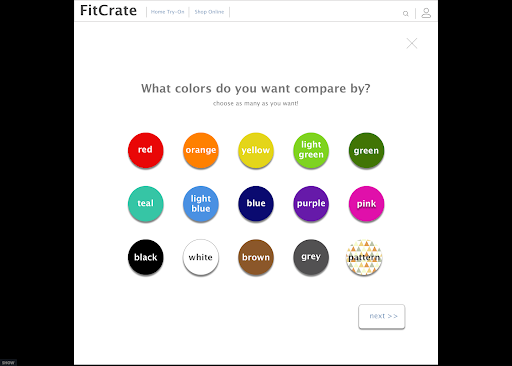 FitCrate
Home Try-On
Shop Online
What colors do you want compare by?
choose as many as you want!
red
orange
yellow
light
green
green
teal
light
blue
blue
purple
pink
black
white
brown
grey
pattern
next >>
SHOW